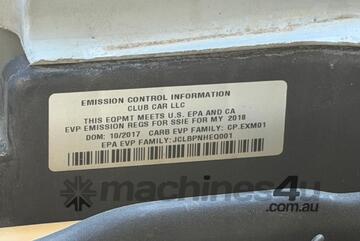 EMISSION CONTROL INFORMATION
CLUB CAR LLC
THIS EQPMT MEETS U.S. EPA AND CA
EVP EMISSION REGS FOR SSIE FOR MY 2018
DOM: 10/2017 CARB EVP FAMILY: CP.EXM01
EPA EVP FAMILY: JCLBPNHEQ001
machines4u
.com.au